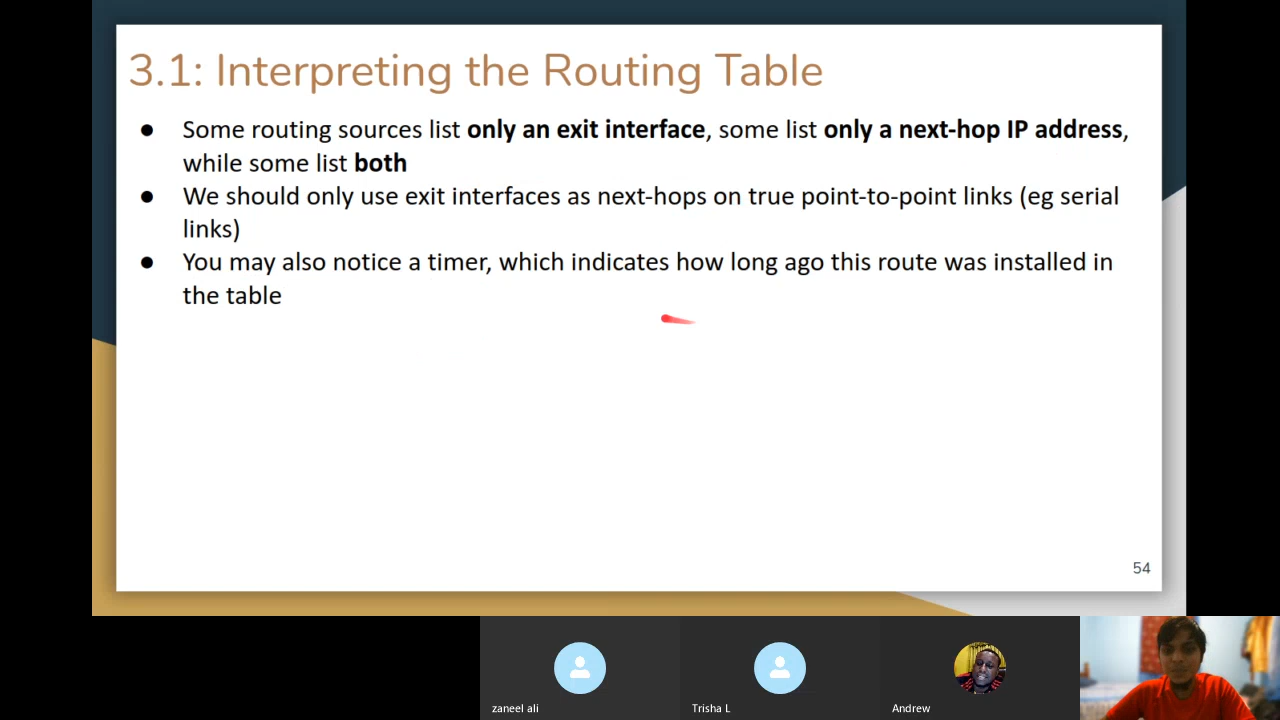 3.1: Interpreting the Routing Table
● Some routing sources list only an exit interface, some list only a next-hop IP address,
while some list both
● We should only use exit interfaces as next-hops on true point-to-point links (eg serial
links)
● You may also notice a timer, which indicates how long ago this route was installed in
the table
54
zaneel ali
Trisha L
Andrew